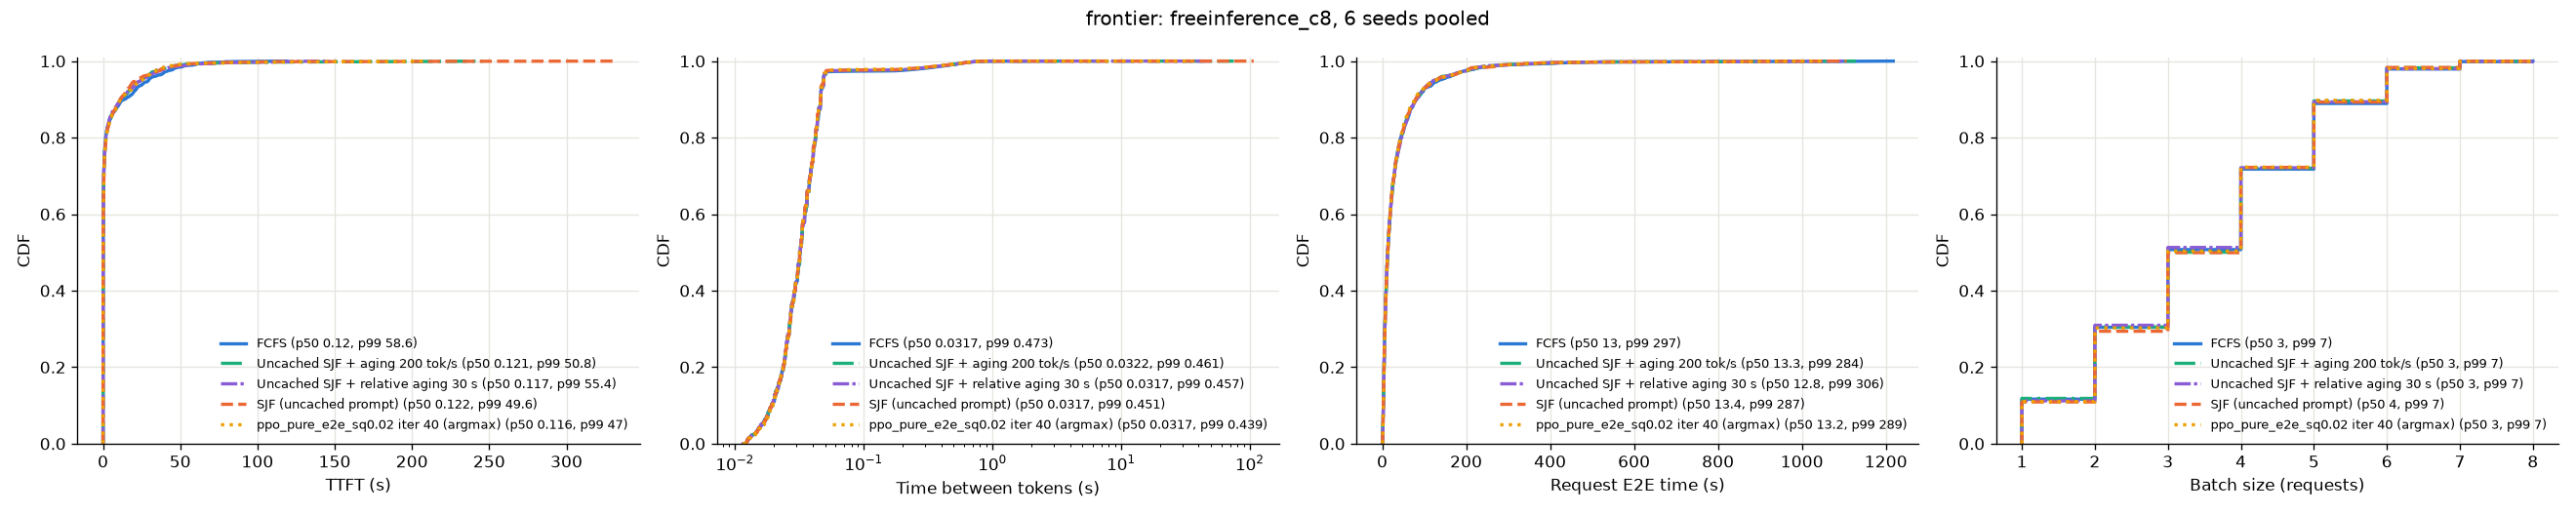 frontier: freeinference_c8, 6 seeds pooled
CDF
1.0
0.8
0.6
0.4
0.2
0.0
FCFS (p50 0.12, p99 58.6)
Uncached SJF + aging 200 tok/s (p50 0.121, p99 50.8)
Uncached SJF + relative aging 30 s (p50 0.117, p99 55.4)
SJF (uncached prompt) (p50 0.122, p99 49.6)
ppo_pure_e2e_sq0.02 iter 40 (argmax) (p50 0.116, p99 47)
0 50 100 150 200 250 300
TTFT (s)
CDF
1.0
0.8
0.6
0.4
0.2
0.0
FCFS (p50 0.0317, p99 0.473)
Uncached SJF + aging 200 tok/s (p50 0.0322, p99 0.461)
Uncached SJF + relative aging 30 s (p50 0.0317, p99 0.457)
SJF (uncached prompt) (p50 0.0317, p99 0.451)
ppo_pure_e2e_sq0.02 iter 40 (argmax) (p50 0.0317, p99 0.439)
10⁻² 10⁻¹ 10⁰ 10¹ 10²
Time between tokens (s)
CDF
1.0
0.8
0.6
0.4
0.2
0.0
FCFS (p50 13, p99 297)
Uncached SJF + aging 200 tok/s (p50 13.3, p99 284)
Uncached SJF + relative aging 30 s (p50 12.8, p99 306)
SJF (uncached prompt) (p50 13.4, p99 287)
ppo_pure_e2e_sq0.02 iter 40 (argmax) (p50 13.2, p99 289)
0 200 400 600 800 1000 1200
Request E2E time (s)
CDF
1.0
0.8
0.6
0.4
0.2
0.0
FCFS (p50 3, p99 7)
Uncached SJF + aging 200 tok/s (p50 3, p99 7)
Uncached SJF + relative aging 30 s (p50 3, p99 7)
SJF (uncached prompt) (p50 4, p99 7)
ppo_pure_e2e_sq0.02 iter 40 (argmax) (p50 3, p99 7)
1 2 3 4 5 6 7 8
Batch size (requests)